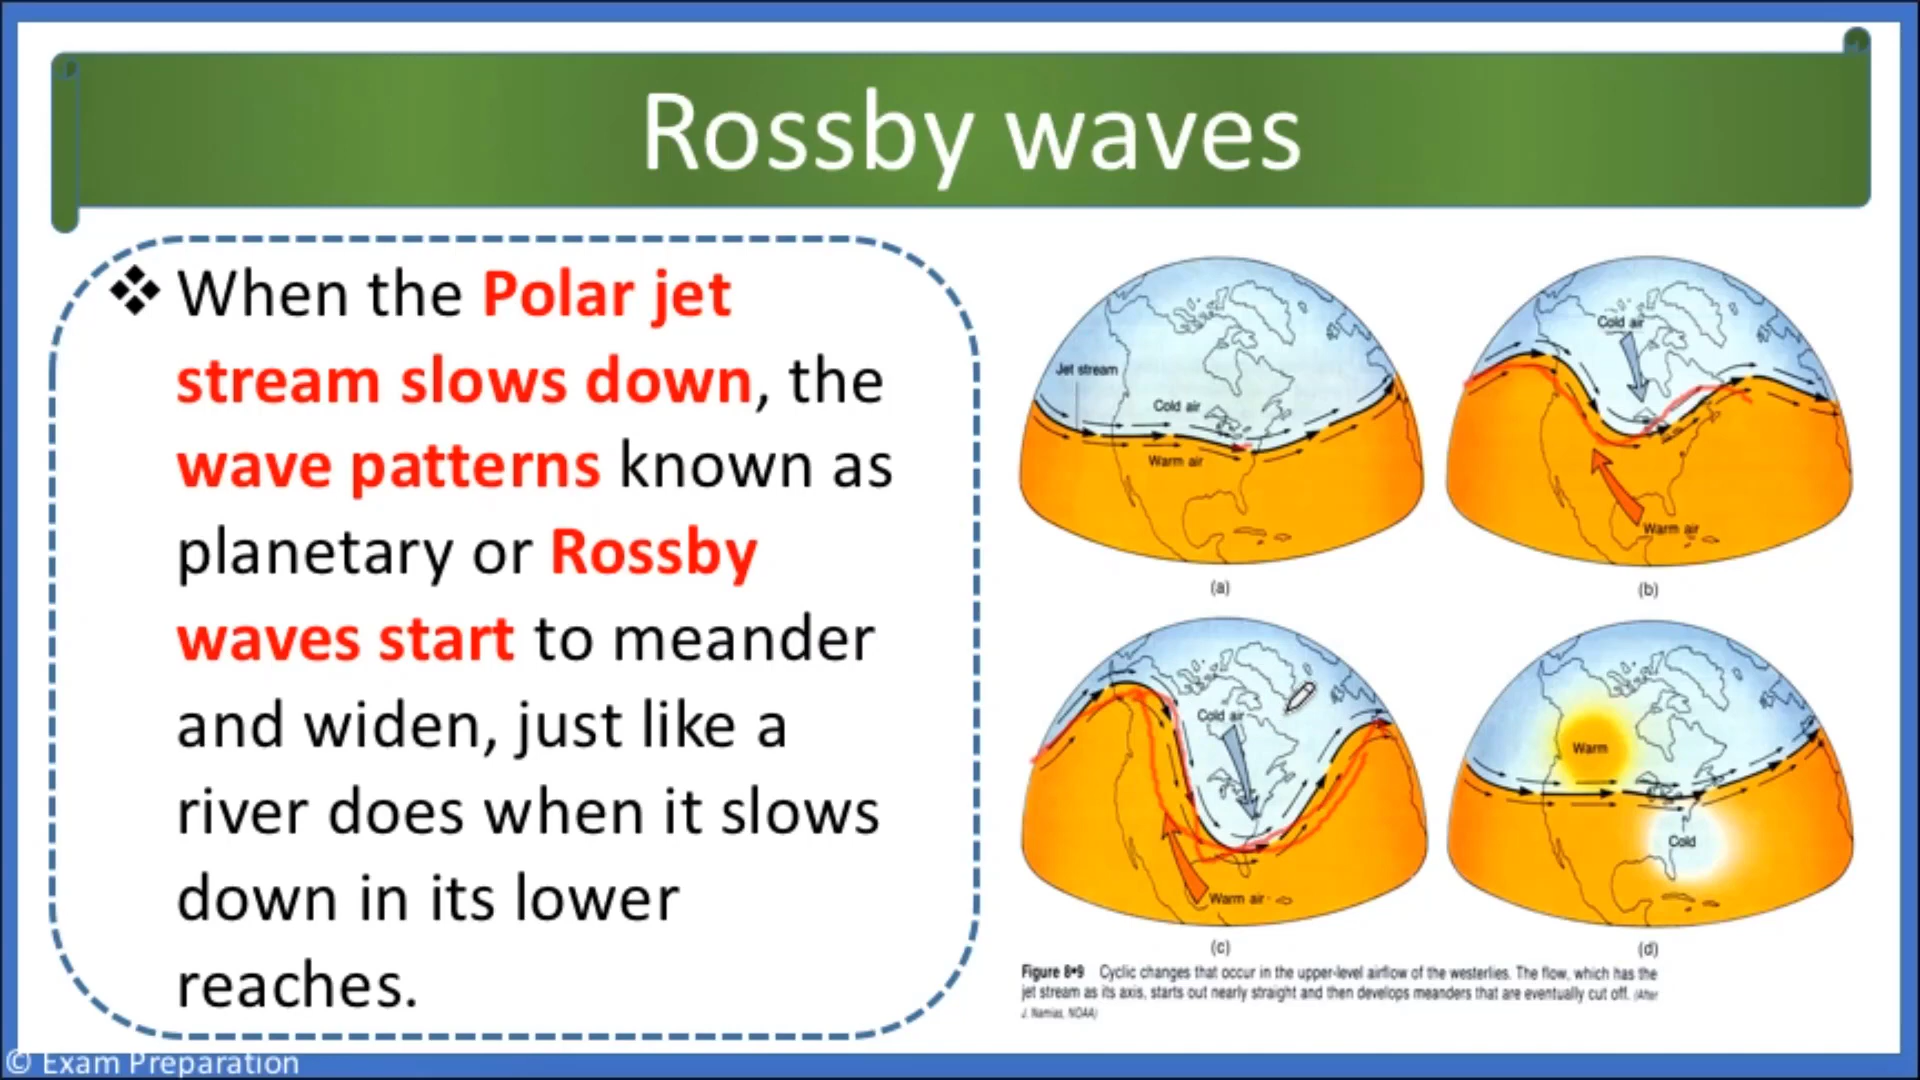 Rossby waves
❖ When the Polar jet
stream slows down, the
wave patterns known as
planetary or Rossby
waves start to meander
and widen, just like a
river does when it slows
down in its lower
reaches.
Jet stream
Cold air
Warm air
(a)
Cold air
Warm air
(b)
Cold air
Warm air
(c)
Warm
Cold
(d)
Figure 8•9 Cyclic changes that occur in the upper-level airflow of the westerlies. The flow, which has the
jet stream as its axis, starts out nearly straight and then develops meanders that are eventually cut off. (After
J. Namias, NOAA)
© Exam Preparation